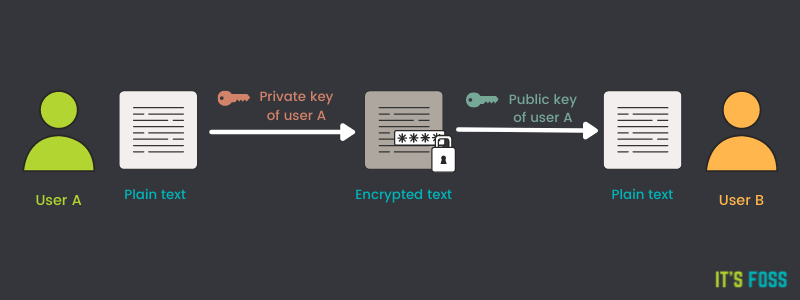 Private key
of user A
Public key
of user A
****
User A
Plain text
Encrypted text
Plain text
User B
IT'S FOSS